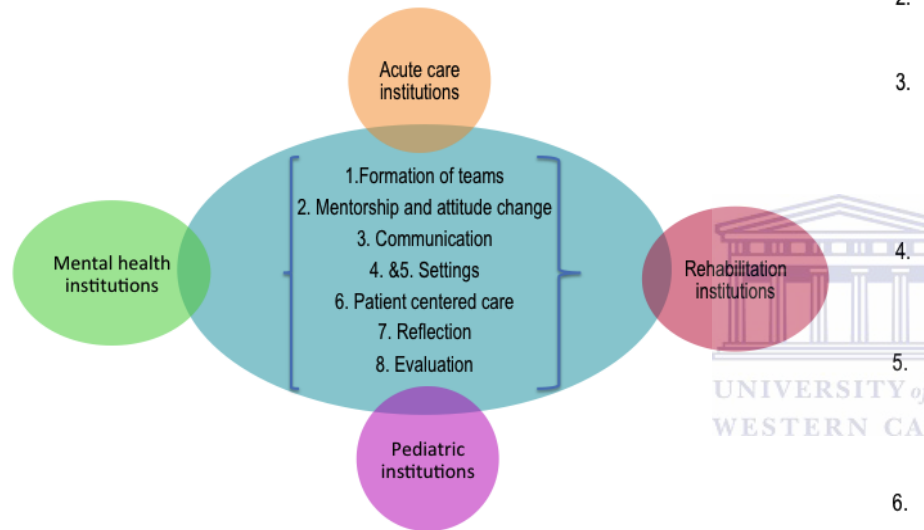 2.
Acute care
institutions
3.
1.Formation of teams
2. Mentorship and attitude change
3. Communication
4. &5. Settings
6. Patient centered care
7. Reflection
8. Evaluation
Mental health
institutions
4.
Rehabilitation
institutions
5.
UNIVERSITY of
WESTERN CA
Pediatric
institutions
6.